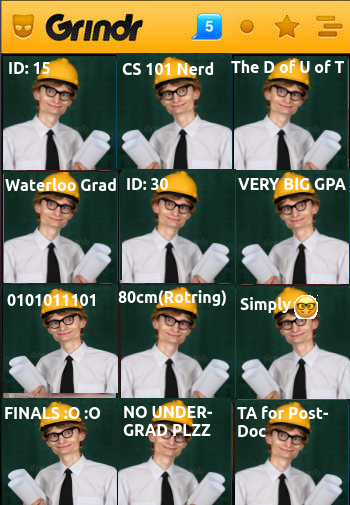 Grindr
5
ID: 15
CS 101 Nerd
The D of U of T
Waterloo Grad
ID: 30
VERY BIG GPA
0101011101
80cm(Rotring)
Simply🤓
FINALS :O :O
NO UNDER-
GRAD PLZZ
TA for Post-
Doc